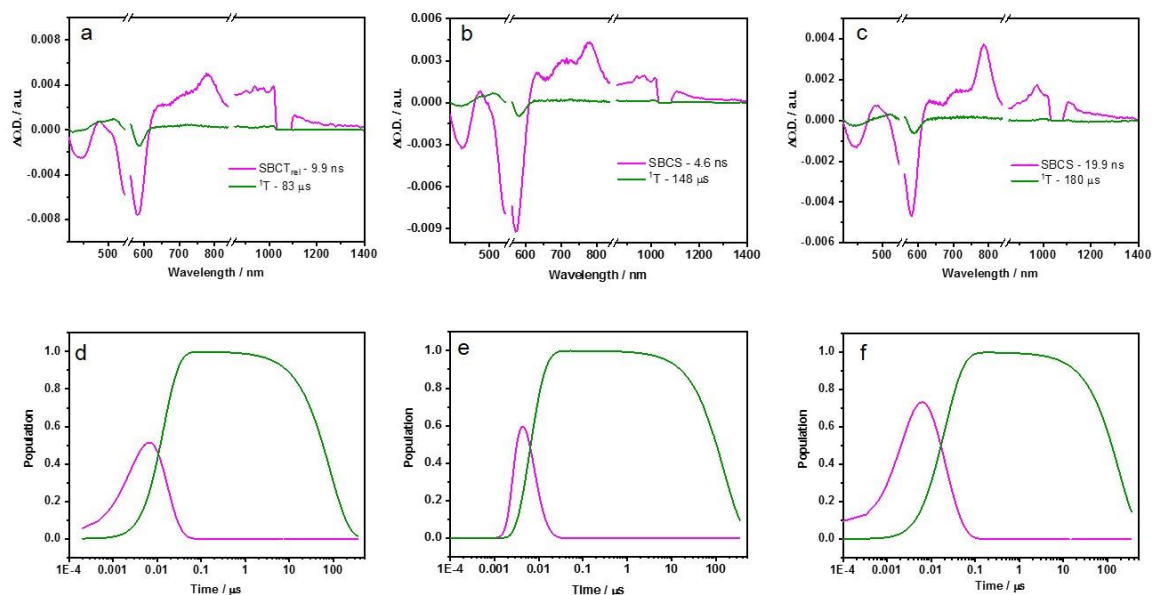 a
0.008
0.004
0.000
-0.004
-0.008
ΔO.D. / a.u.
SBCT_rel - 9.9 ns
¹T - 83 μs
500 600 700 800 1000 1200 1400
Wavelength / nm
b
0.006
0.003
0.000
-0.003
-0.006
-0.009
ΔO.D. / a.u.
SBCS - 4.6 ns
¹T - 148 μs
500 600 700 800 1000 1200 1400
Wavelength / nm
c
0.006
0.004
0.002
0.000
-0.002
-0.004
-0.006
ΔO.D. / a.u.
SBCS - 19.9 ns
¹T - 180 μs
500 600 700 800 1000 1200 1400
Wavelength / nm
d
1.0
0.8
0.6
0.4
0.2
0.0
Population
1E-4 0.001 0.01 0.1 1 10 100
Time / μs
e
1.0
0.8
0.6
0.4
0.2
0.0
Population
1E-4 0.001 0.01 0.1 1 10 100
Time / μs
f
1.0
0.8
0.6
0.4
0.2
0.0
Population
1E-4 0.001 0.01 0.1 1 10 100
Time / μs